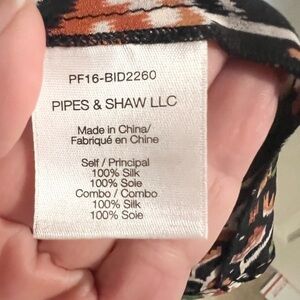 PF16-BID2260
PIPES & SHAW LLC
Made in China/
Fabriqué en Chine
Self / Principal
100% Silk
100% Soie
Combo / Combo
100% Silk
100% Soie